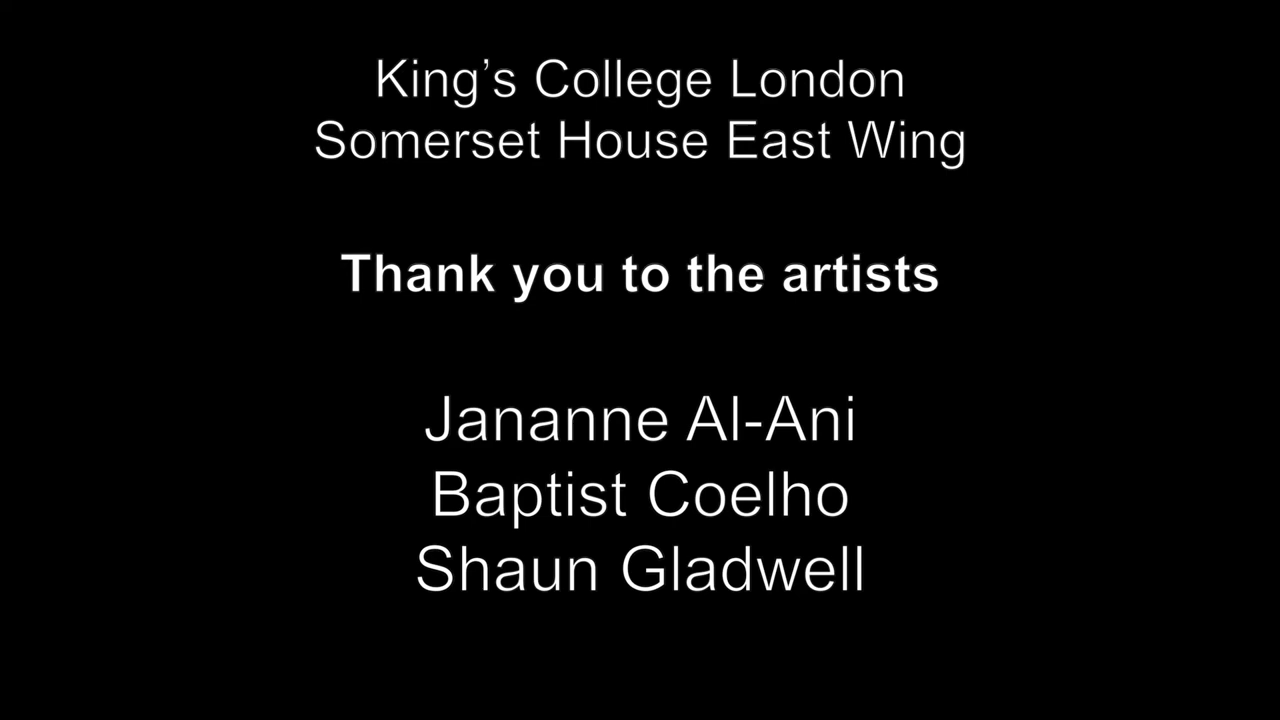 King’s College London
Somerset House East Wing
Thank you to the artists
Jananne Al-Ani
Baptist Coelho
Shaun Gladwell